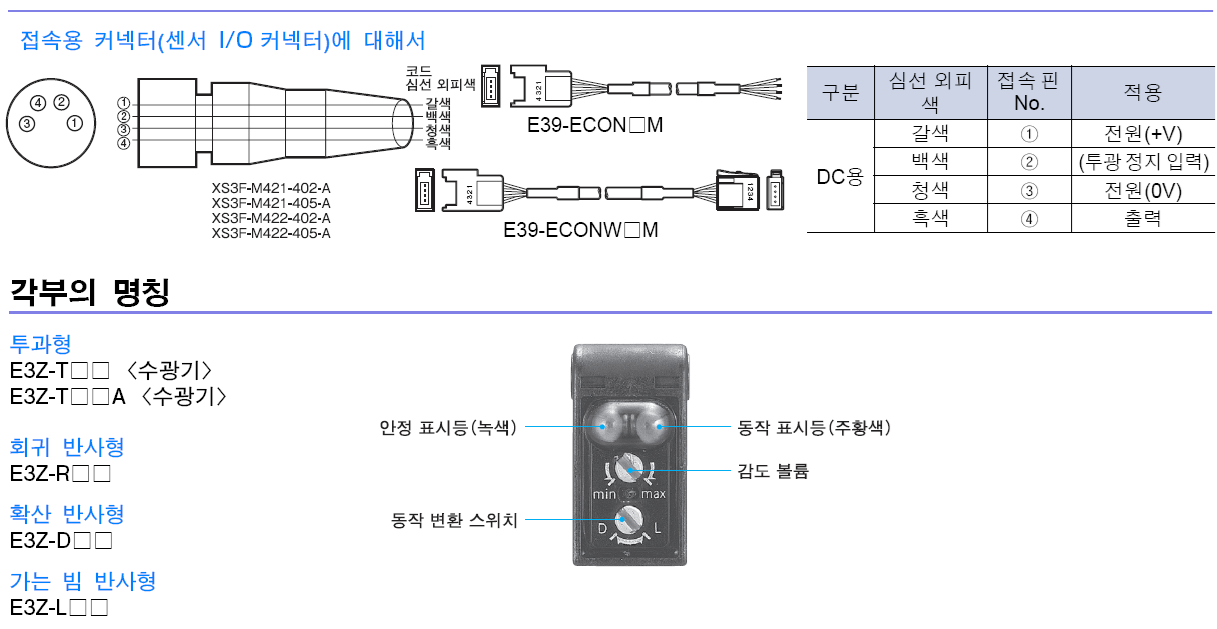 접속용 커넥터(센서 I/O 커넥터)에 대해서
④ ②
③ ①
①
②
③
④
코드
심선 외피색
갈색
백색
청색
흑색
XS3F-M421-402-A
XS3F-M421-405-A
XS3F-M422-402-A
XS3F-M422-405-A
4321
E39-ECON□M
4321
1234
E39-ECONW□M
구분 심선 외피색 접속 핀 No. 적용
DC용
갈색 ① 전원(+V)
백색 ② (투광 정지 입력)
청색 ③ 전원(0V)
흑색 ④ 출력
각부의 명칭
투과형
E3Z-T□□ 〈수광기〉
E3Z-T□□A 〈수광기〉
회귀 반사형
E3Z-R□□
확산 반사형
E3Z-D□□
가는 빔 반사형
E3Z-L□□
안정 표시등(녹색)
동작 표시등(주황색)
감도 볼륨
min max
동작 변환 스위치
D L